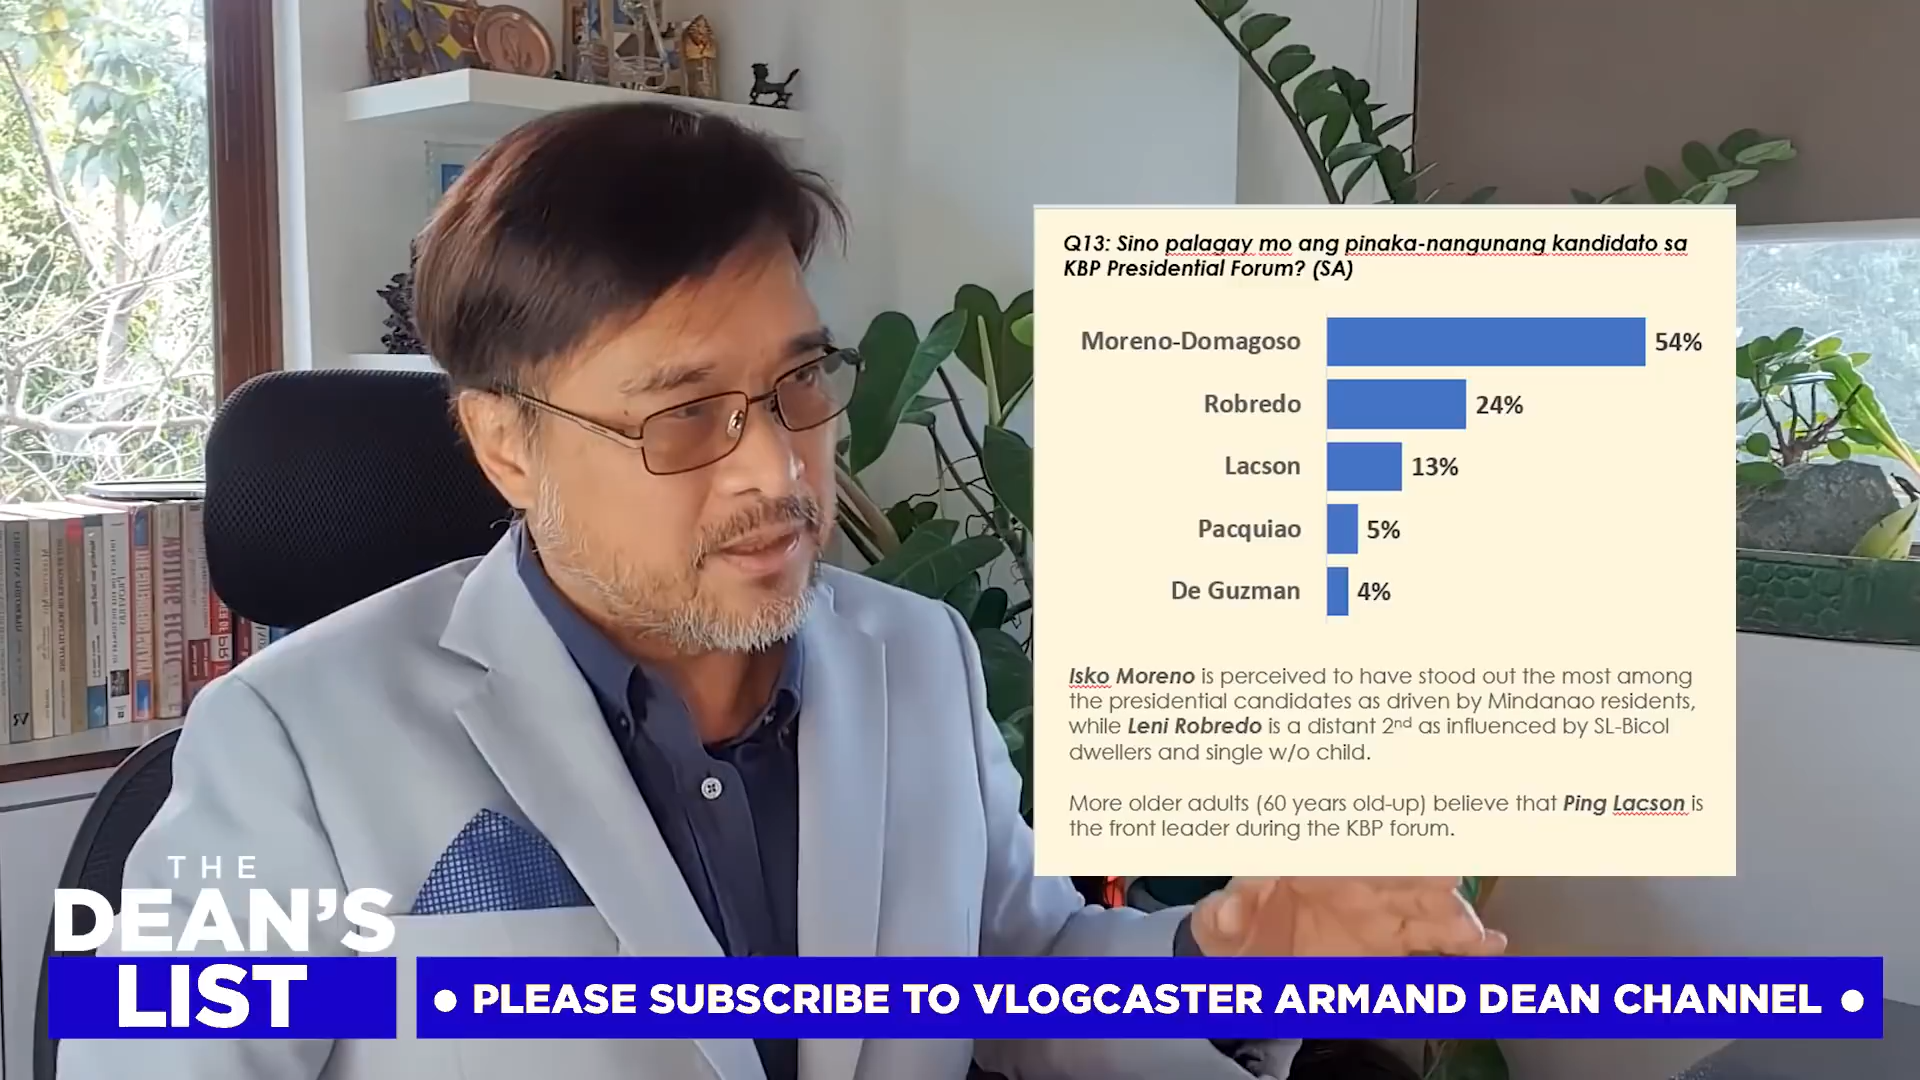 Q13: Sino palagay mo ang pinaka-nangunang kandidato sa
KBP Presidential Forum? (SA)
Moreno-Domagoso 54%
Robredo 24%
Lacson 13%
Pacquiao 5%
De Guzman 4%
Isko Moreno is perceived to have stood out the most among
the presidential candidates as driven by Mindanao residents,
while Leni Robredo is a distant 2nd as influenced by SL-Bicol
dwellers and single w/o child.
More older adults (60 years old-up) believe that Ping Lacson is
the front leader during the KBP forum.
THE
DEAN'S
LIST
• PLEASE SUBSCRIBE TO VLOGCASTER ARMAND DEAN CHANNEL •